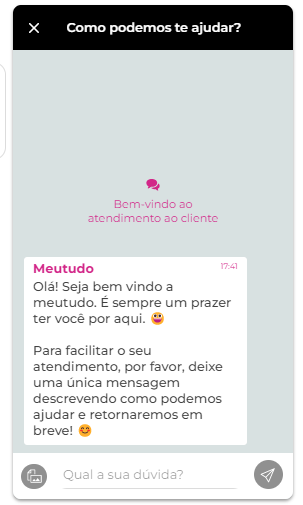 Como podemos te ajudar?
Bem-vindo ao
atendimento ao cliente
Meutudo 17:41
Olá! Seja bem vindo a
meutudo. É sempre um prazer
ter você por aqui. 😀
Para facilitar o seu
atendimento, por favor, deixe
uma única mensagem
descrevendo como podemos
ajudar e retornaremos em
breve! 😊
Qual a sua dúvida?